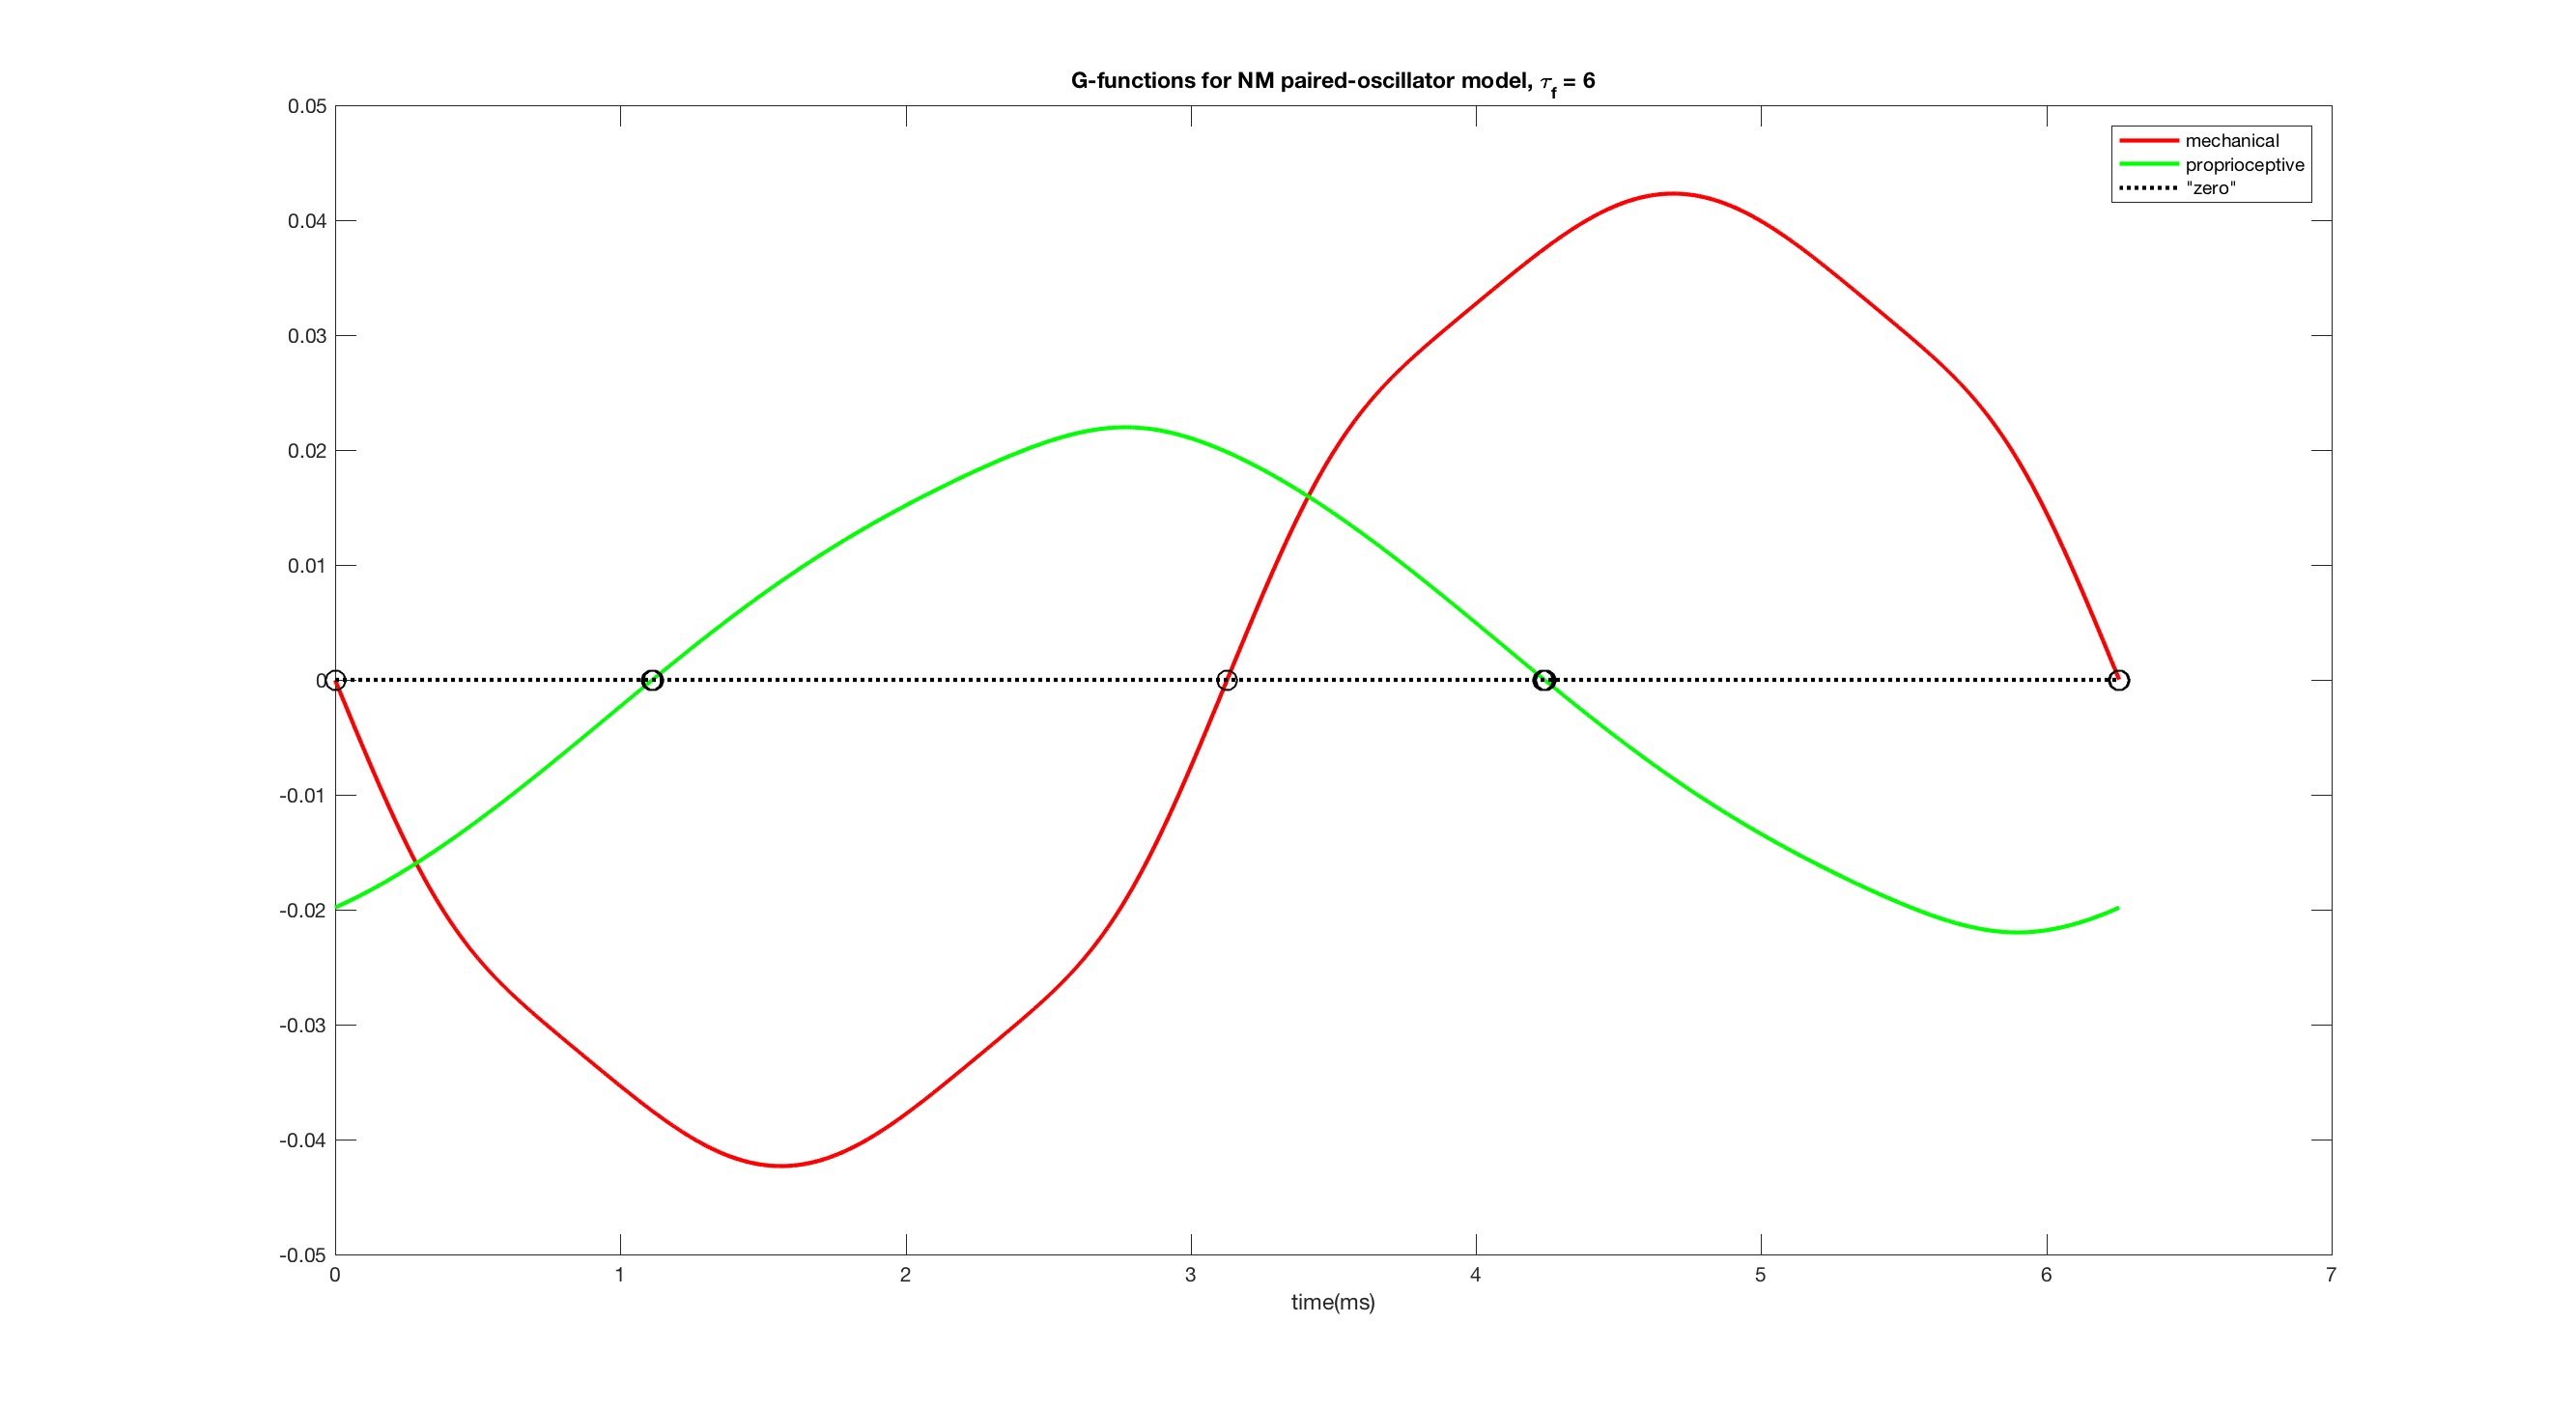 G-functions for NM paired-oscillator model, τf = 6
0.05
0.04
0.03
0.02
0.01
0
-0.01
-0.02
-0.03
-0.04
-0.05
mechanical
proprioceptive
"zero"
0 1 2 3 4 5 6 7
time(ms)